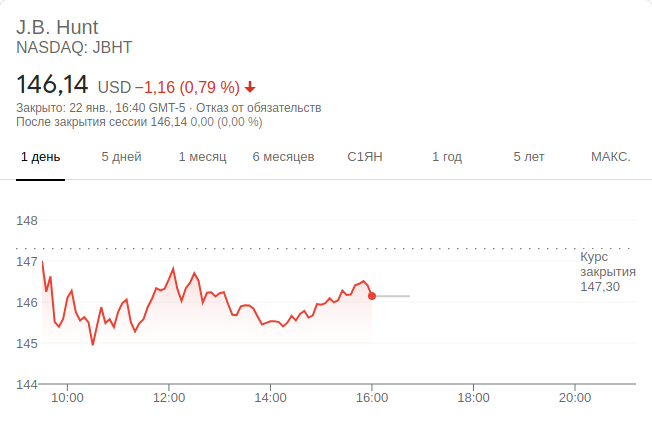 J.B. Hunt
NASDAQ: JBHT
146,14 USD −1,16 (0,79 %)
Закрыто: 22 янв., 16:40 GMT-5 · Отказ от обязательств
После закрытия сессии 146,14 0,00 (0,00 %)
1 день 5 дней 1 месяц 6 месяцев С1ЯН 1 год 5 лет МАКС.
148
147
146
145
144
Курс
закрытия
147,30
10:00 12:00 14:00 16:00 18:00 20:00